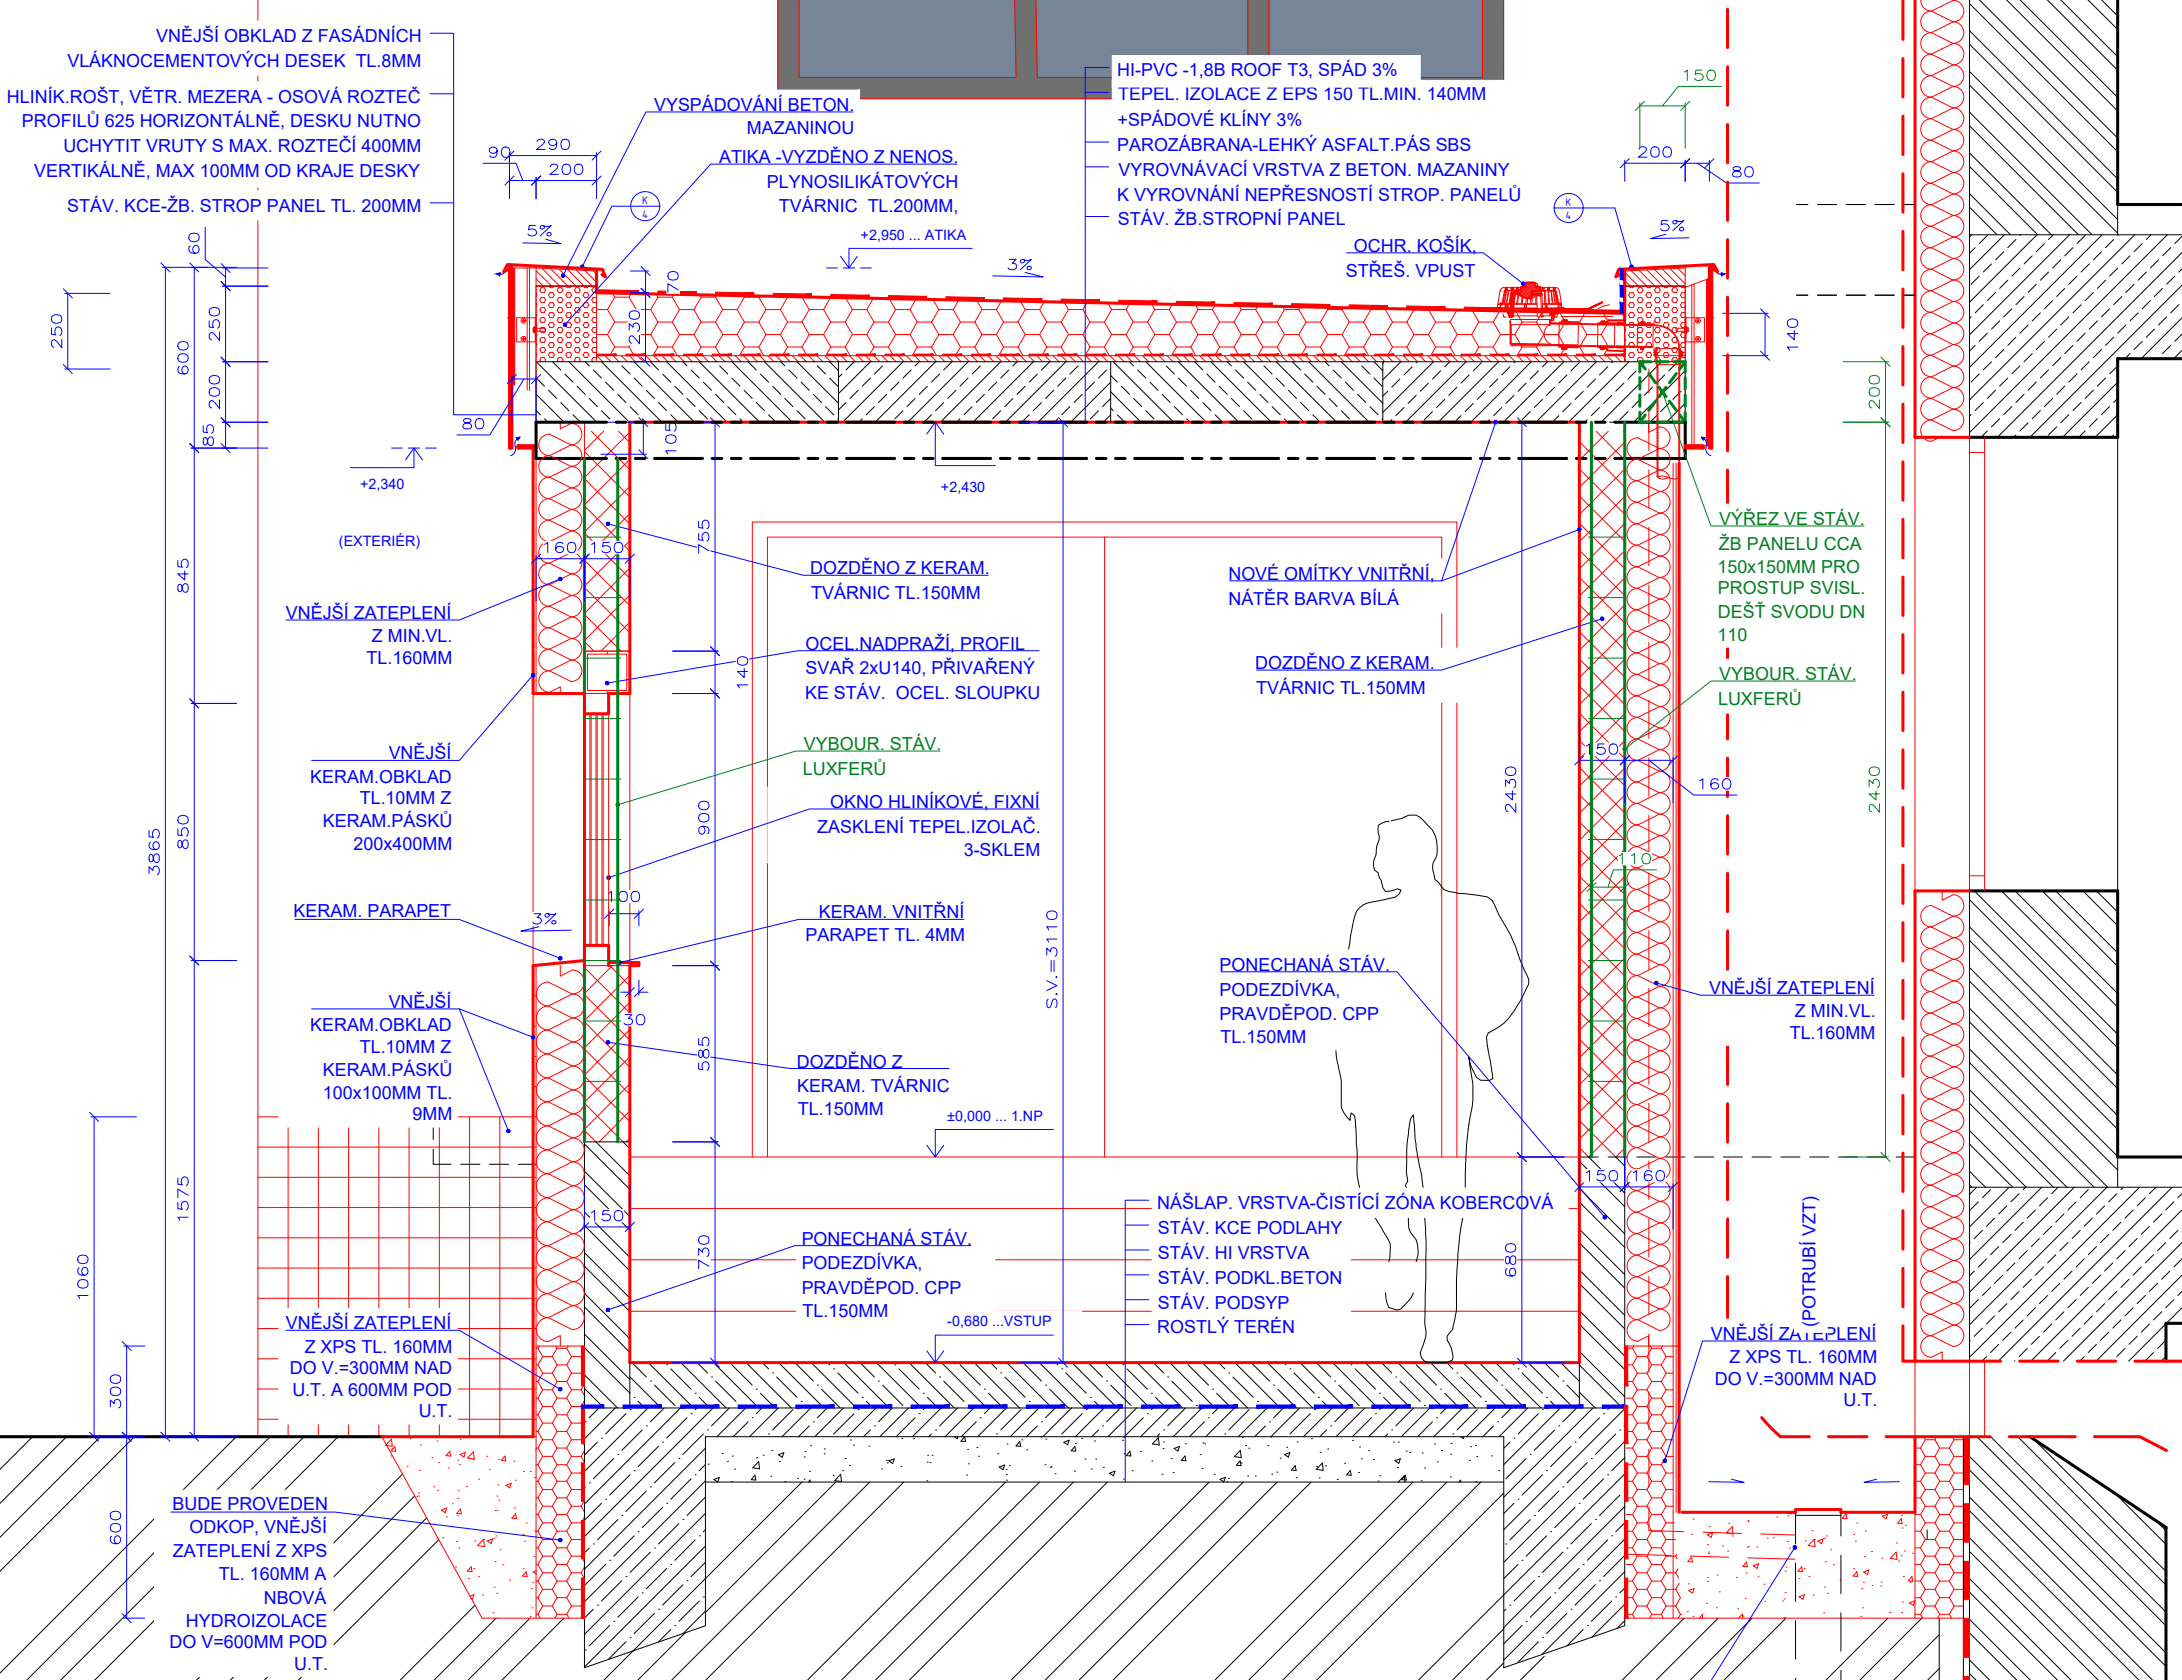 VNĚJŠÍ OBKLAD Z FASÁDNÍCH
VLÁKNOCEMENTOVÝCH DESEK  TL.8MM
HLINÍK.ROŠT, VĚTR. MEZERA - OSOVÁ ROZTEČ
PROFILŮ 625 HORIZONTÁLNĚ, DESKU NUTNO
UCHYTIT VRUTY S MAX. ROZTEČÍ 400MM
VERTIKÁLNĚ, MAX 100MM OD KRAJE DESKY
STÁV. KCE-ŽB. STROP PANEL TL. 200MM
VYSPÁDOVÁNÍ BETON.
MAZANINOU
ATIKA -VYZDĚNO Z NENOS.
PLYNOSILIKÁTOVÝCH
TVÁRNIC  TL.200MM,
HI-PVC -1,8B ROOF T3, SPÁD 3%
TEPEL. IZOLACE Z EPS 150 TL.MIN. 140MM
+SPÁDOVÉ KLÍNY 3%
PAROZÁBRANA-LEHKÝ ASFALT.PÁS SBS
VYROVNÁVACÍ VRSTVA Z BETON. MAZANINY
K VYROVNÁNÍ NEPŘESNOSTÍ STROP. PANELŮ
STÁV. ŽB.STROPNÍ PANEL
OCHR. KOŠÍK,
STŘEŠ. VPUST
90
290
200
K
4
5%
+2,950 ... ATIKA
3%
K
4
150
200
80
5%
60
250
250
600
200
85
80
70
230
105
140
200
+2,340
+2,430
(EXTERIÉR)
160
150
755
845
140
900
850
3865
585
730
1575
1060
300
600
VNĚJŠÍ ZATEPLENÍ
Z MIN.VL.
TL.160MM
DOZDĚNO Z KERAM.
TVÁRNIC TL.150MM
OCEL.NADPRAŽÍ, PROFIL
SVAŘ 2xU140, PŘIVAŘENÝ
KE STÁV.  OCEL. SLOUPKU
VYBOUR. STÁV.
LUXFERŮ
OKNO HLINÍKOVÉ, FIXNÍ
ZASKLENÍ TEPEL.IZOLAČ.
3-SKLEM
KERAM. VNITŘNÍ
PARAPET TL. 4MM
100
3%
30
VNĚJŠÍ
KERAM.OBKLAD
TL.10MM Z
KERAM.PÁSKŮ
200x400MM
KERAM. PARAPET
VNĚJŠÍ
KERAM.OBKLAD
TL.10MM Z
KERAM.PÁSKŮ
100x100MM TL.
9MM
DOZDĚNO Z
KERAM. TVÁRNIC
TL.150MM
±0,000 ... 1.NP
S.V.=3110
NOVÉ OMÍTKY VNITŘNÍ,
NÁTĚR BARVA BÍLÁ
DOZDĚNO Z KERAM.
TVÁRNIC TL.150MM
VÝŘEZ VE STÁV.
ŽB PANELU CCA
150x150MM PRO
PROSTUP SVISL.
DEŠŤ SVODU DN
110
VYBOUR. STÁV.
LUXFERŮ
150
160
2430
2430
110
PONECHANÁ STÁV.
PODEZDÍVKA,
PRAVDĚPOD. CPP
TL.150MM
VNĚJŠÍ ZATEPLENÍ
Z MIN.VL.
TL.160MM
150
160
680
150
PONECHANÁ STÁV.
PODEZDÍVKA,
PRAVDĚPOD. CPP
TL.150MM
-0,680 ...VSTUP
NÁŠLAP. VRSTVA-ČISTÍCÍ ZÓNA KOBERCOVÁ
STÁV. KCE PODLAHY
STÁV. HI VRSTVA
STÁV. PODKL.BETON
STÁV. PODSYP
ROSTLÝ TERÉN
(POTRUBÍ VZT)
VNĚJŠÍ ZATEPLENÍ
Z XPS TL. 160MM
DO V.=300MM NAD
U.T. A 600MM POD
U.T.
VNĚJŠÍ ZATEPLENÍ
Z XPS TL. 160MM
DO V.=300MM NAD
U.T.
BUDE PROVEDEN
ODKOP, VNĚJŠÍ
ZATEPLENÍ Z XPS
TL. 160MM A
NBOVÁ
HYDROIZOLACE
DO V=600MM POD
U.T.